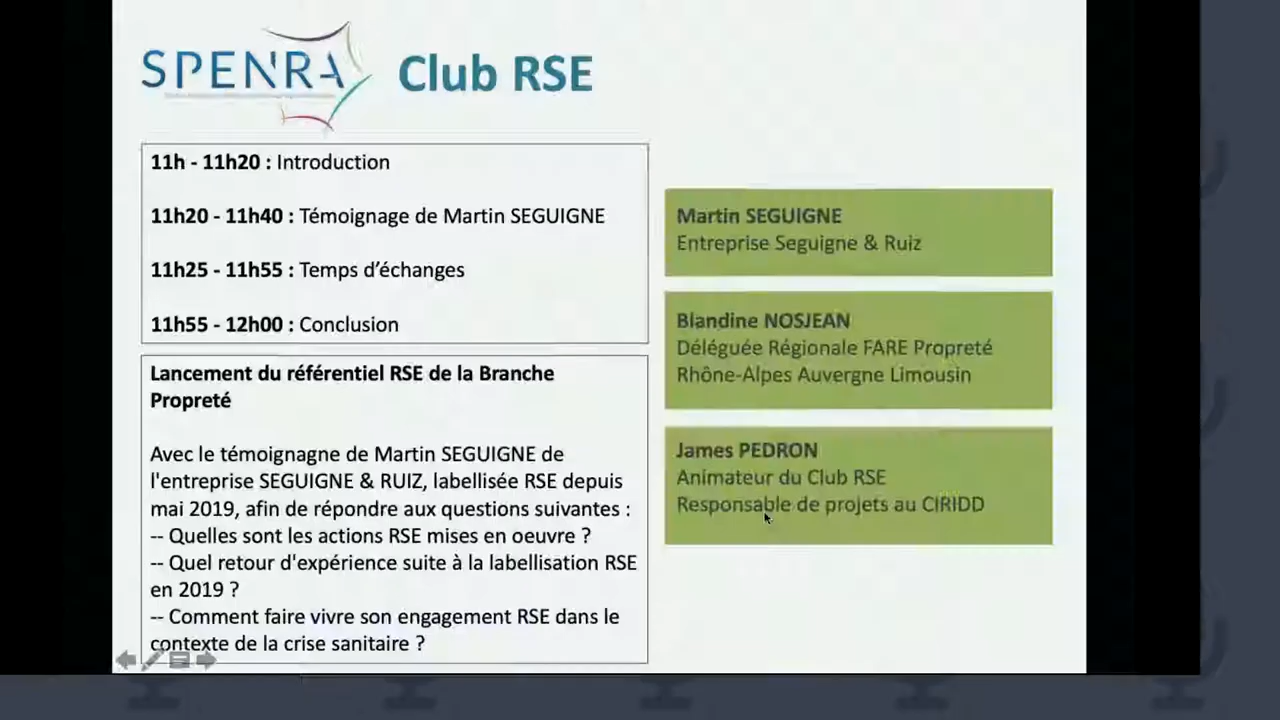 SPENRA
Club RSE
11h - 11h20 : Introduction
11h20 - 11h40 : Témoignage de Martin SEGUIGNE
11h25 - 11h55 : Temps d’échanges
11h55 - 12h00 : Conclusion
Lancement du référentiel RSE de la Branche
Propreté
Avec le témoignagne de Martin SEGUIGNE de
l'entreprise SEGUIGNE & RUIZ, labellisée RSE depuis
mai 2019, afin de répondre aux questions suivantes :
-- Quelles sont les actions RSE mises en oeuvre ?
-- Quel retour d'expérience suite à la labellisation RSE
en 2019 ?
-- Comment faire vivre son engagement RSE dans le
contexte de la crise sanitaire ?
Martin SEGUIGNE
Entreprise Seguigne & Ruiz
Blandine NOSJEAN
Déléguée Régionale FARE Propreté
Rhône-Alpes Auvergne Limousin
James PEDRON
Animateur du Club RSE
Responsable de projets au CIRIDD